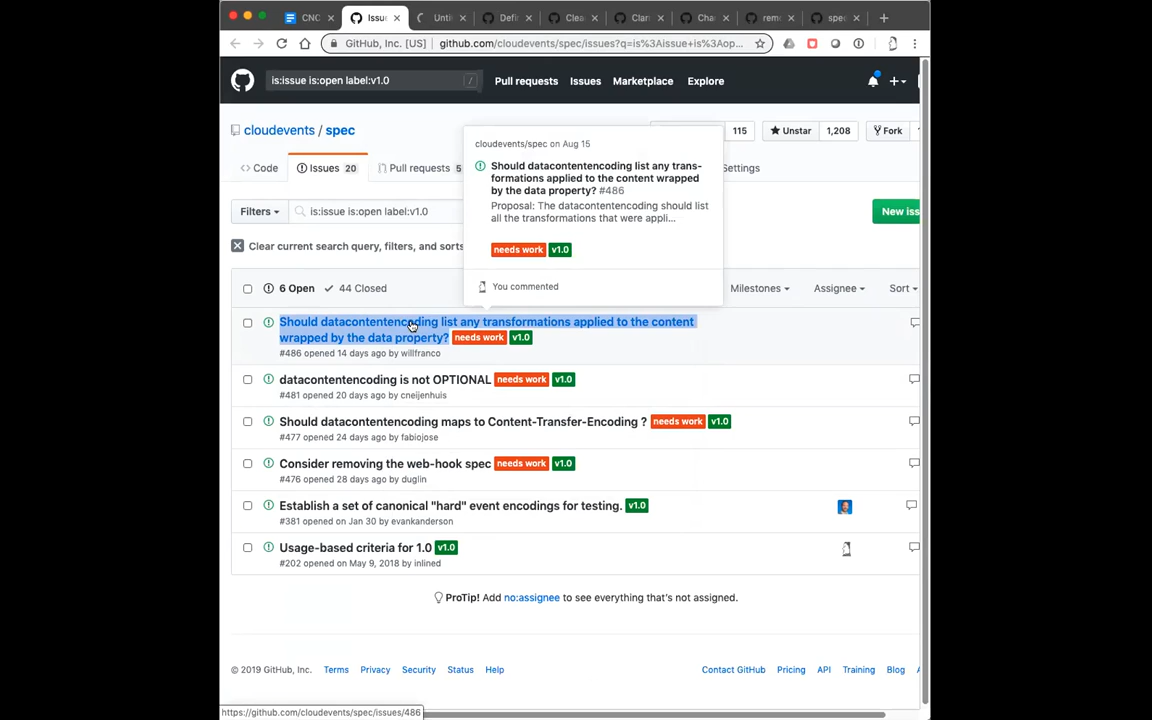 CNC × Issu × Unti × Defi × Clea × Clari × Cha × rem × spec × +
GitHub, Inc. [US] | github.com/cloudevents/spec/issues?q=is%3Aissue+is%3Aop...
is:issue is:open label:v1.0 / Pull requests Issues Marketplace Explore
cloudevents / spec 115 Unstar 1,208 Fork
Code Issues 20 Pull requests 5 Settings
Filters is:issue is:open label:v1.0 New iss
Clear current search query, filters, and sorts
cloudevents/spec on Aug 15
Should datacontentencoding list any trans-
formations applied to the content wrapped
by the data property? #486
Proposal: The datacontentencoding should list
all the transformations that were appli...
needs work v1.0
You commented
6 Open 44 Closed Milestones Assignee Sort
Should datacontentencoding list any transformations applied to the content
wrapped by the data property? needs work v1.0
#486 opened 14 days ago by willfranco
datacontentencoding is not OPTIONAL needs work v1.0
#481 opened 20 days ago by cneijenhuis
Should datacontentencoding maps to Content-Transfer-Encoding ? needs work v1.0
#477 opened 24 days ago by fabiojose
Consider removing the web-hook spec needs work v1.0
#476 opened 28 days ago by duglin
Establish a set of canonical "hard" event encodings for testing. v1.0
#381 opened on Jan 30 by evankanderson
Usage-based criteria for 1.0 v1.0
#202 opened on May 9, 2018 by inlined
ProTip! Add no:assignee to see everything that's not assigned.
© 2019 GitHub, Inc. Terms Privacy Security Status Help Contact GitHub Pricing API Training Blog
https://github.com/cloudevents/spec/issues/486